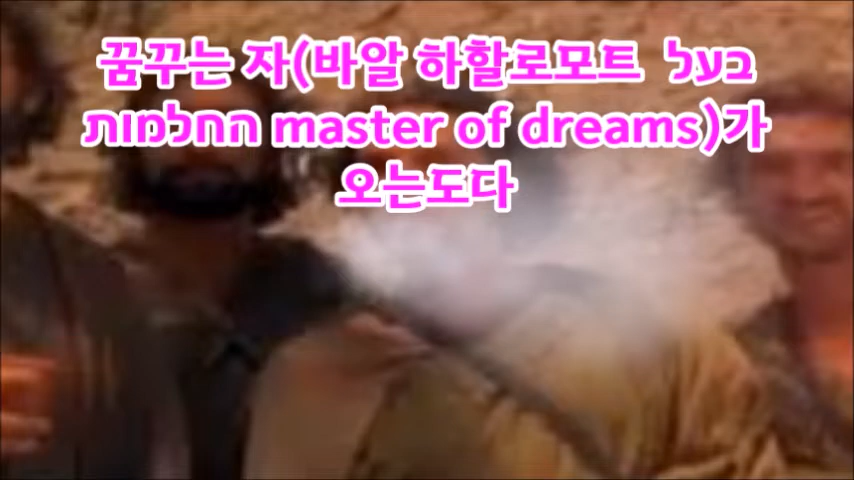 꿈꾸는 자(바알 하할로모트 בעל
החלמות master of dreams)가
오는도다